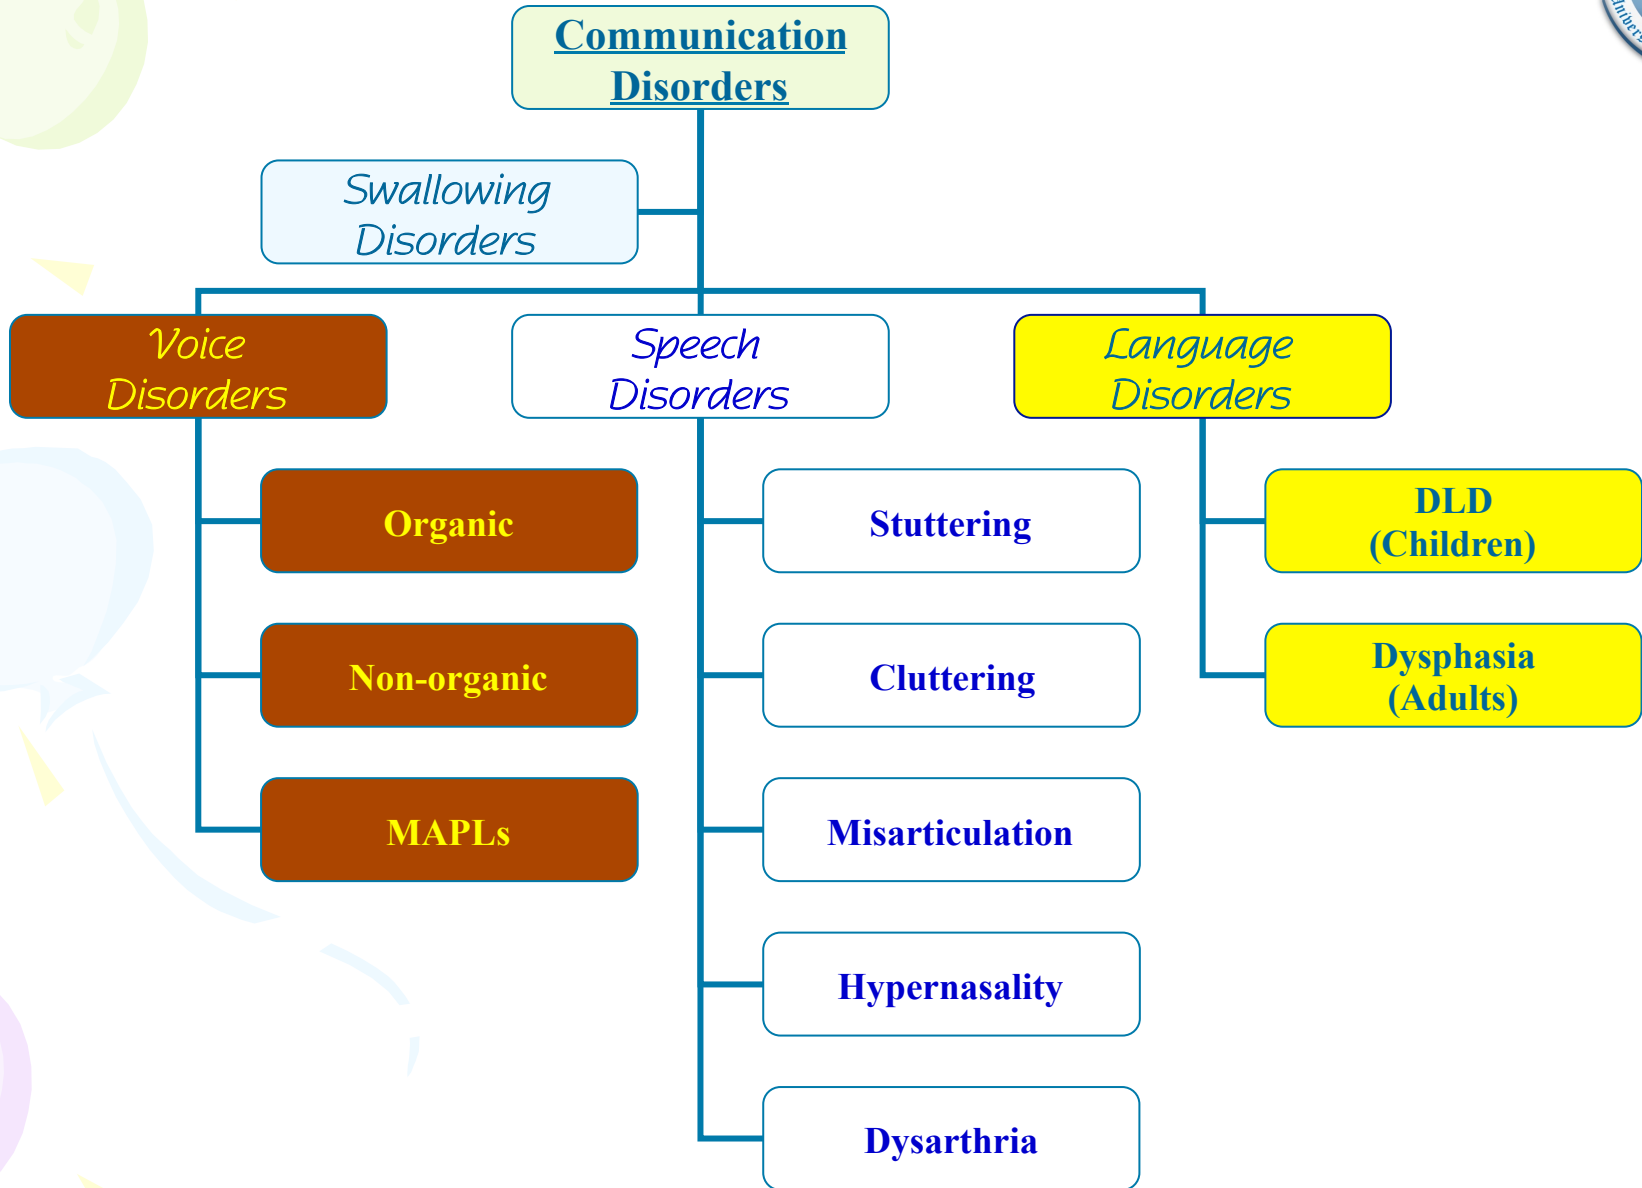 Communication
Disorders
Swallowing
Disorders
Voice
Disorders
Speech
Disorders
Language
Disorders
Organic
Non-organic
MAPLs
Stuttering
Cluttering
Misarticulation
Hypernasality
Dysarthria
DLD
(Children)
Dysphasia
(Adults)